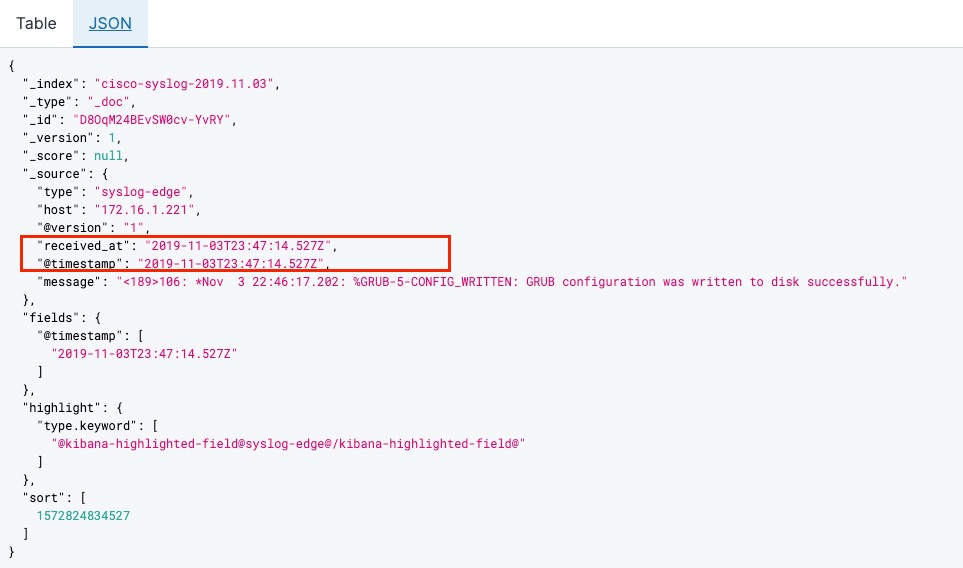 Table JSON
{
"_index": "cisco-syslog-2019.11.03",
"_type": "_doc",
"_id": "D8OqM24BEvSW0cv-YvRY",
"_version": 1,
"_score": null,
"_source": {
"type": "syslog-edge",
"host": "172.16.1.221",
"@version": "1",
"received_at": "2019-11-03T23:47:14.527Z",
"@timestamp": "2019-11-03T23:47:14.527Z",
"message": "<189>106: *Nov  3 22:46:17.202: %GRUB-5-CONFIG_WRITTEN: GRUB configuration was written to disk successfully."
},
"fields": {
"@timestamp": [
"2019-11-03T23:47:14.527Z"
]
},
"highlight": {
"type.keyword": [
"@kibana-highlighted-field@syslog-edge@/kibana-highlighted-field@"
]
},
"sort": [
1572824834527
]
}